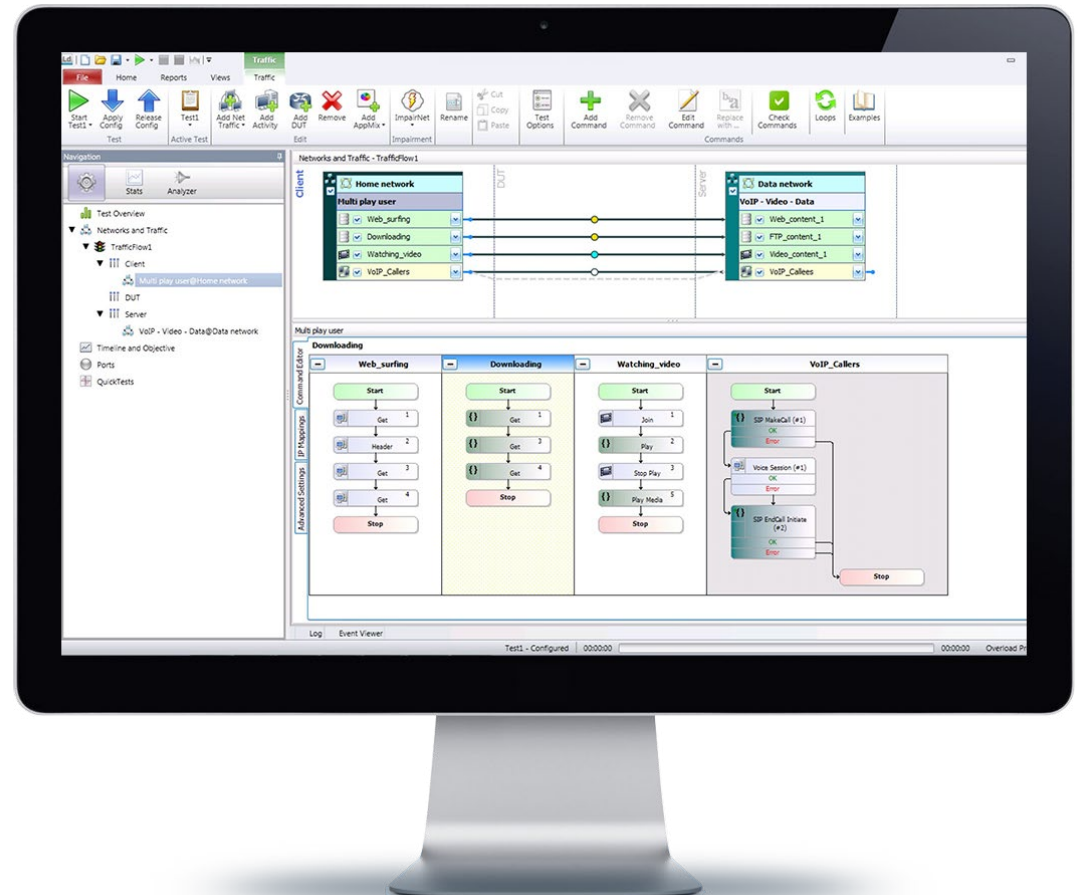 Traffic
File Home Reports Views Traffic
Start Test1 Apply Config Release Config Test1 Add Net Traffic Add Activity Add DUT Remove Add AppMix ImpairNet Rename Cut Copy Paste Test Options Add Command Remove Command Edit Command Replace with ... Check Commands Loops Examples
Test Active Test Edit Impairment Commands
Navigation
Stats Analyzer
Test Overview
Networks and Traffic
TrafficFlow1
Client
Multi play user@Home network
DUT
Server
VoIP - Video - Data@Data network
Timeline and Objective
Ports
QuickTests
Networks and Traffic - TrafficFlow1
Client
DUT
Server
Home network
Multi play user
Web_surfing
Downloading
Watching_video
VoIP_Callers
Data network
VoIP - Video - Data
Web_content_1
FTP_content_1
Video_content_1
VoIP_Callees
Multi play user
Command Editor
IP Mappings
Advanced Settings
Downloading
Web_surfing
Start
Get 1
Header 2
Get 3
Get 4
Stop
Downloading
Start
{} Get 1
{} Get 3
{} Get 4
Stop
Watching_video
Start
Join 1
{} Play 2
Stop Play 3
{} Play Media 5
Stop
VoIP_Callers
Start
{} SIP MakeCall (#1)
OK
Error
Voice Session (#1)
OK
Error
{} SIP EndCall Initiate
(#2)
OK
Error
Stop
Log Event Viewer
Test1 - Configured 00:00:00 00:00:00 Overload Pr